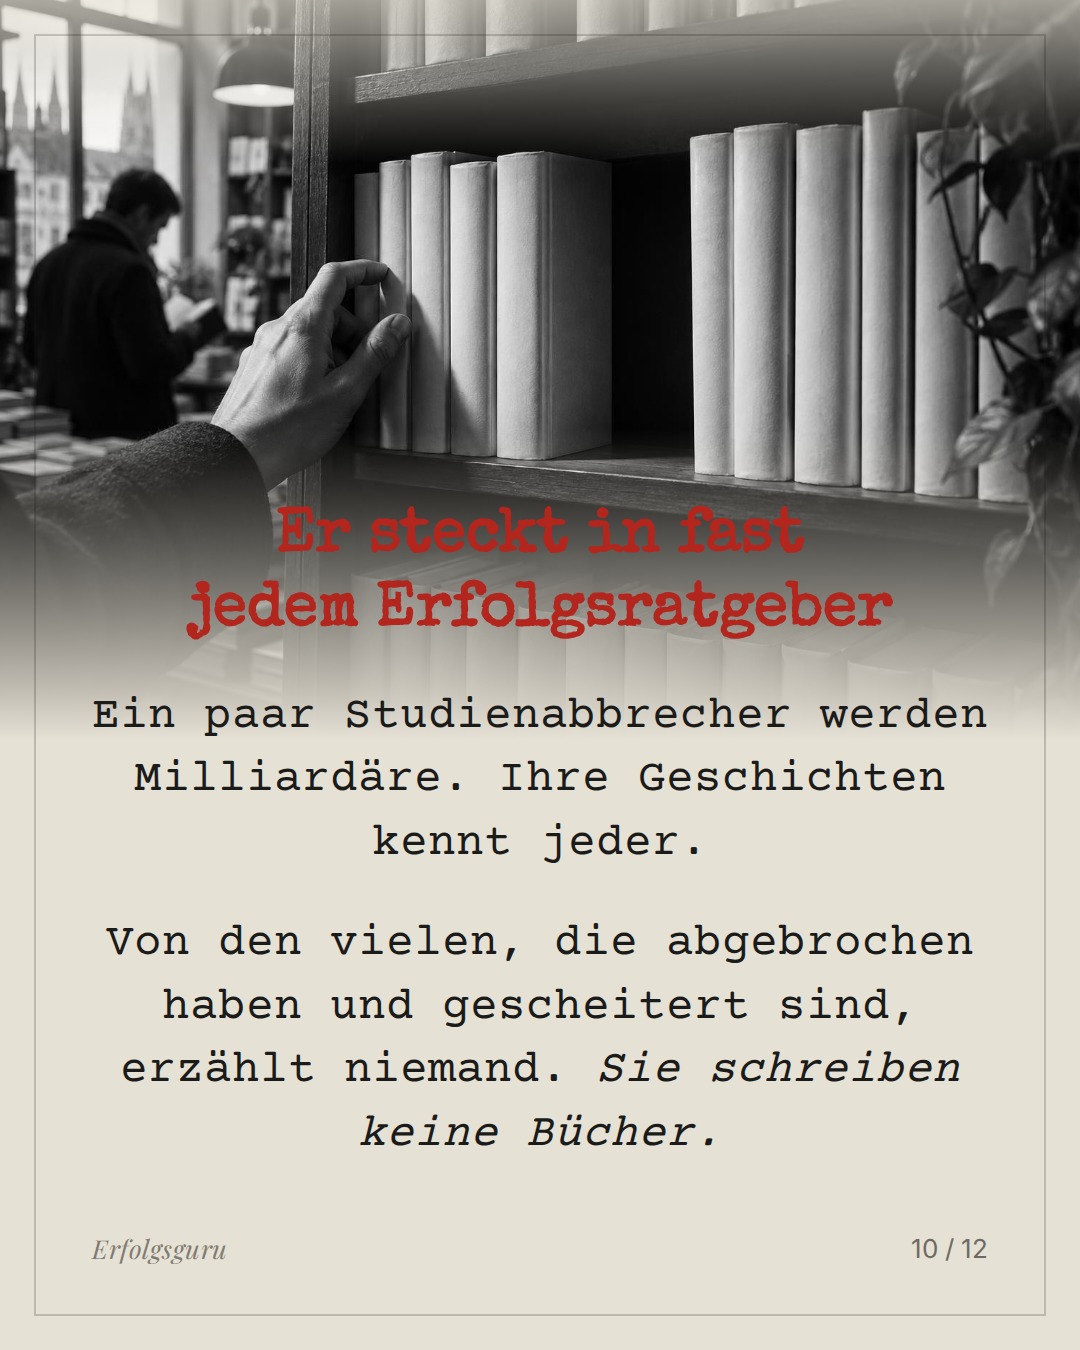 Er steckt in fast
jedem Erfolgsratgeber
Ein paar Studienabbrecher werden
Milliardäre. Ihre Geschichten
kennt jeder.
Von den vielen, die abgebrochen
haben und gescheitert sind,
erzählt niemand. Sie schreiben
keine Bücher.
Erfolgsguru
10 / 12